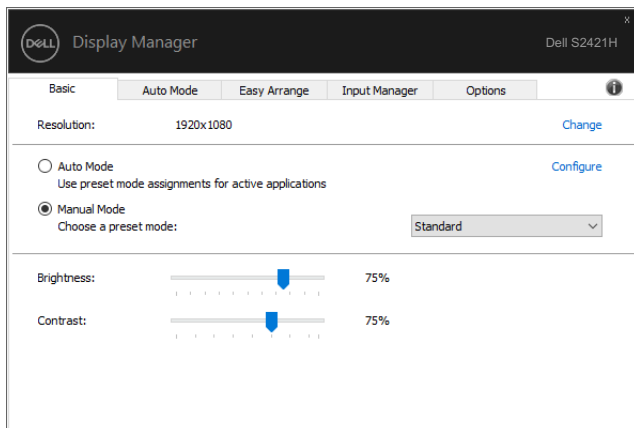 x
DELL Display Manager Dell S2421H
Basic Auto Mode Easy Arrange Input Manager Options i
Resolution: 1920x1080 Change
Auto Mode Configure
Use preset mode assignments for active applications
Manual Mode
Choose a preset mode: Standard
Brightness: 75%
Contrast: 75%